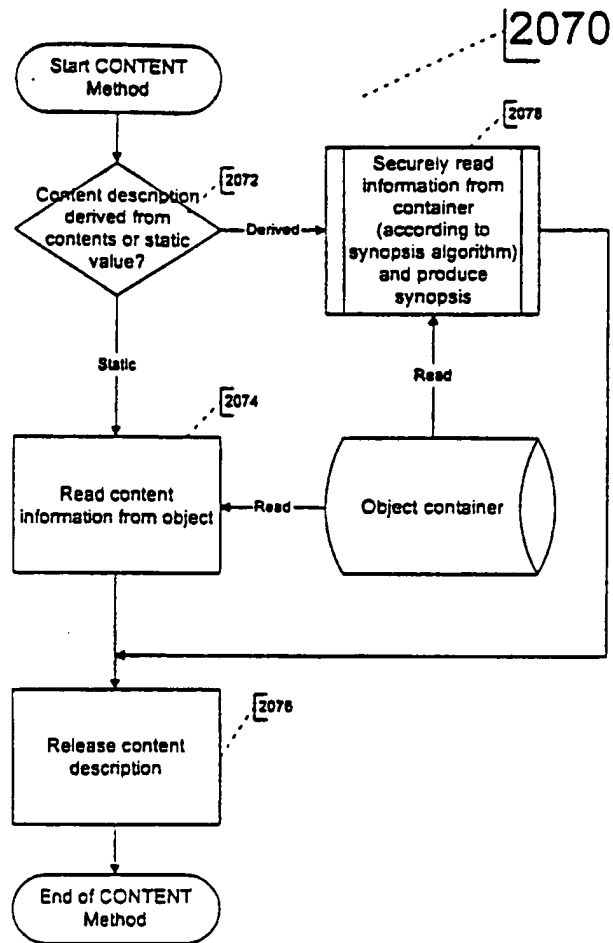 2070
Start CONTENT
Method
2078
Securely read
information from
container
(according to
synopsis algorithm)
and produce
synopsis
2072
Content description
derived from
contents or static
value?
Derived
Static
Read
2074
Read content
information from object
Read
Object container
2076
Release content
description
End of CONTENT
Method